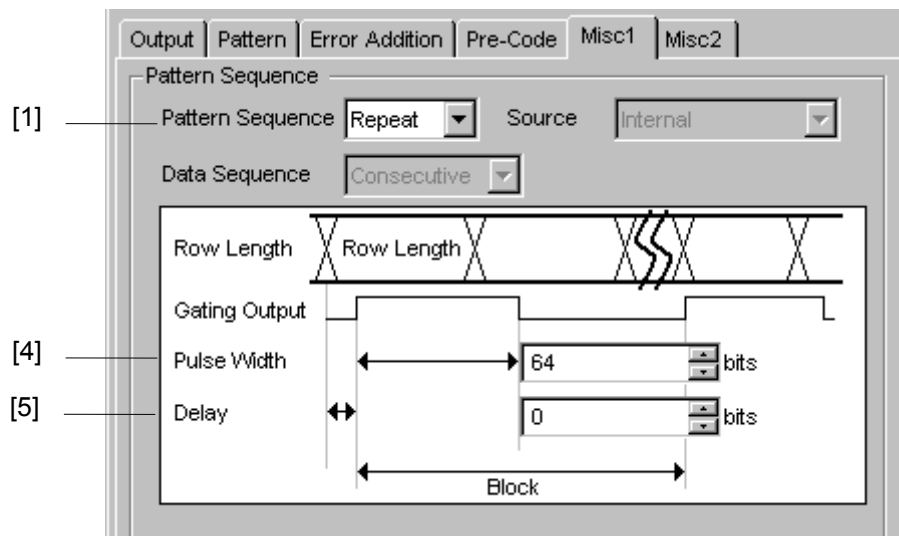 Output Pattern Error Addition Pre-Code Misc1 Misc2
Pattern Sequence
[1] Pattern Sequence Repeat Source Internal
Data Sequence Consecutive
Row Length Row Length
Gating Output
[4] Pulse Width 64 bits
[5] Delay 0 bits
Block